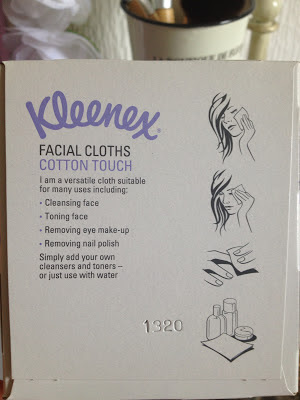 Kleenex®
FACIAL CLOTHS
COTTON TOUCH
I am a versatile cloth suitable
for many uses including:
• Cleansing face
• Toning face
• Removing eye make-up
• Removing nail polish
Simply add your own
cleansers and toners –
or just use with water
1320